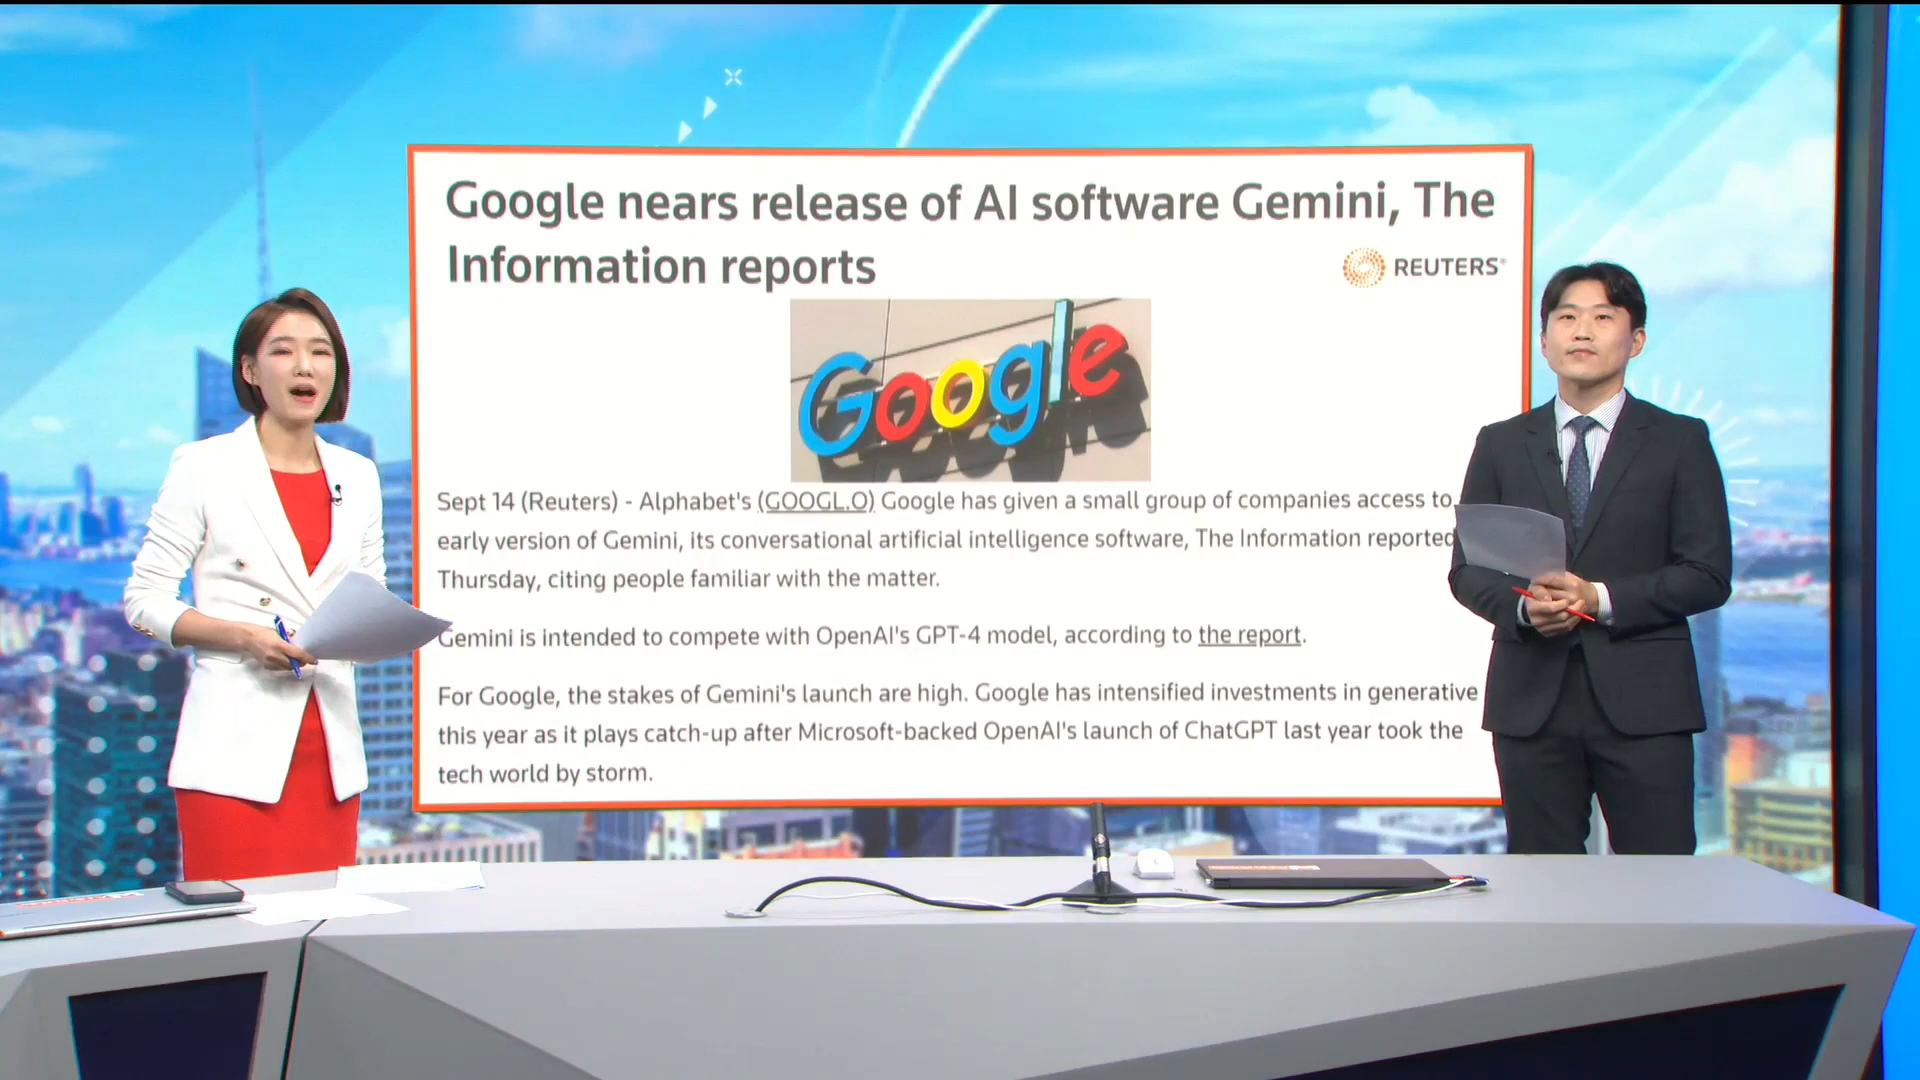 Google nears release of AI software Gemini, The
Information reports
REUTERS
Google
Sept 14 (Reuters) - Alphabet's (GOOGL.O) Google has given a small group of companies access to
early version of Gemini, its conversational artificial intelligence software, The Information reported
Thursday, citing people familiar with the matter.
Gemini is intended to compete with OpenAI's GPT-4 model, according to the report.
For Google, the stakes of Gemini's launch are high. Google has intensified investments in generative
this year as it plays catch-up after Microsoft-backed OpenAI's launch of ChatGPT last year took the
tech world by storm.